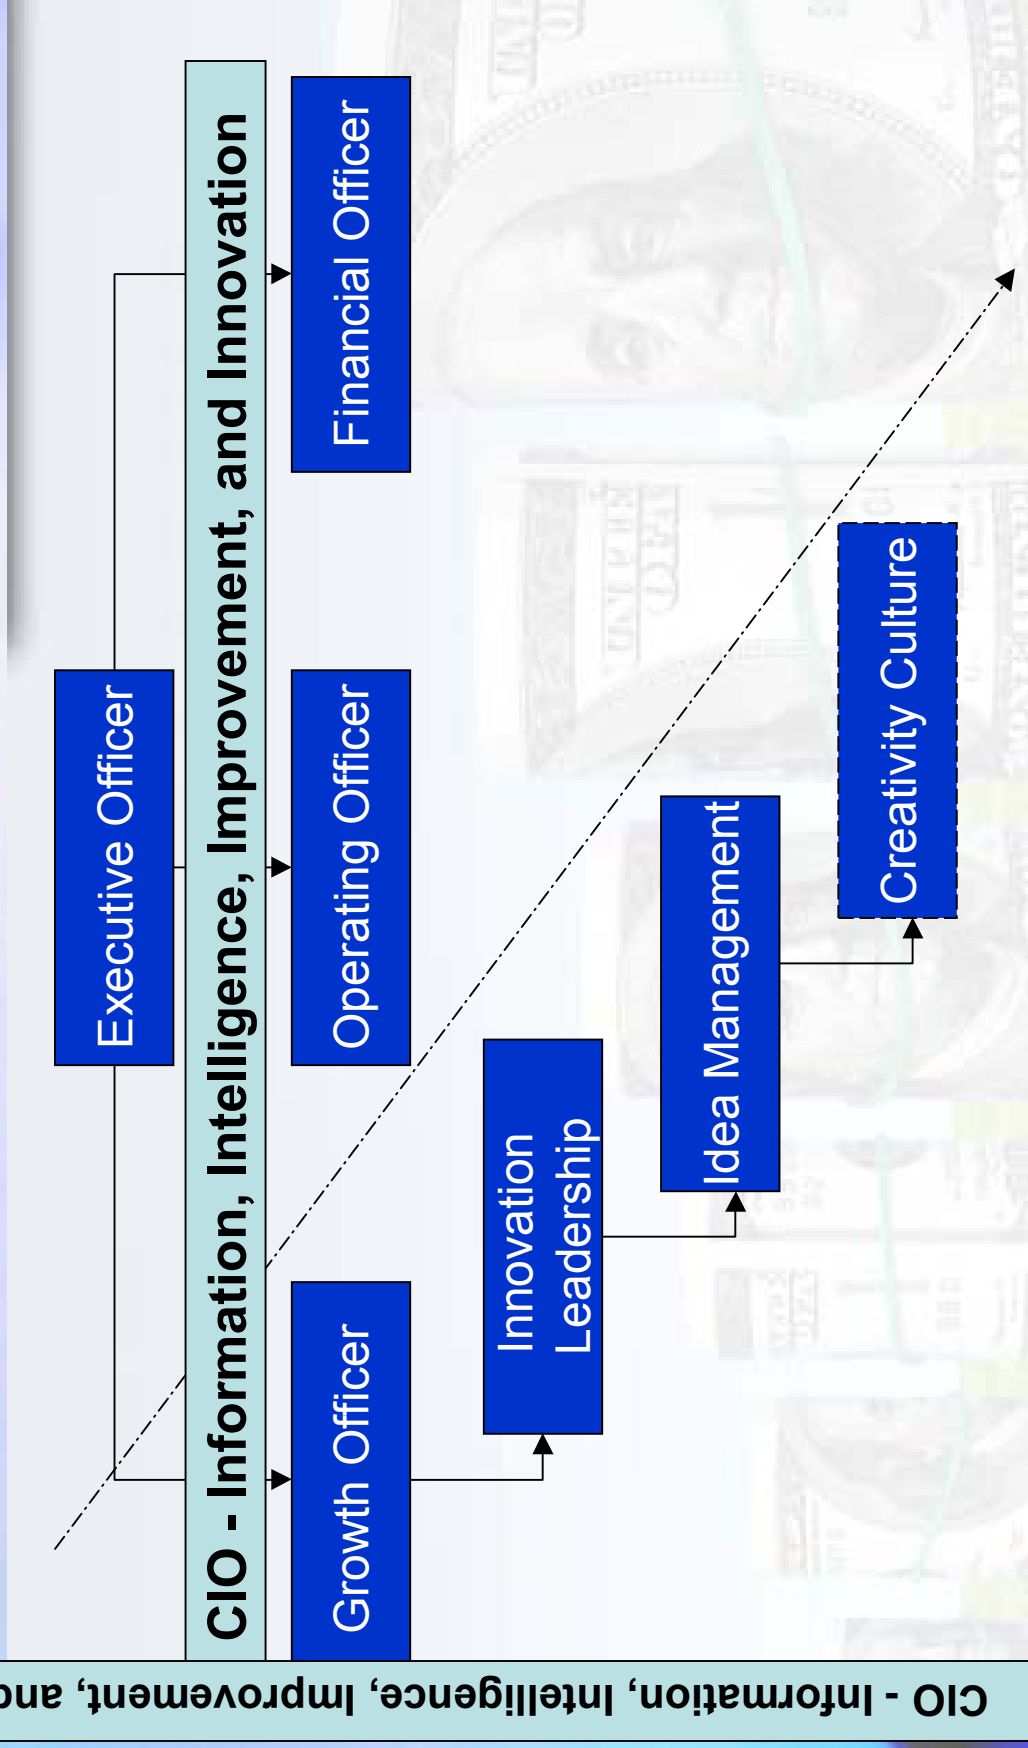 Executive Officer
CIO - Information, Intelligence, Improvement, and Innovation
Growth Officer
Operating Officer
Financial Officer
Innovation
Leadership
Idea Management
Creativity Culture
CIO - Information, Intelligence, Improvement, and